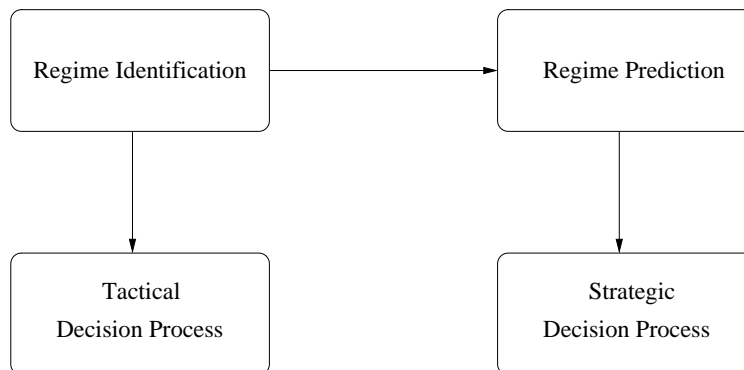 Regime Identification
Regime Prediction
Tactical
Decision Process
Strategic
Decision Process